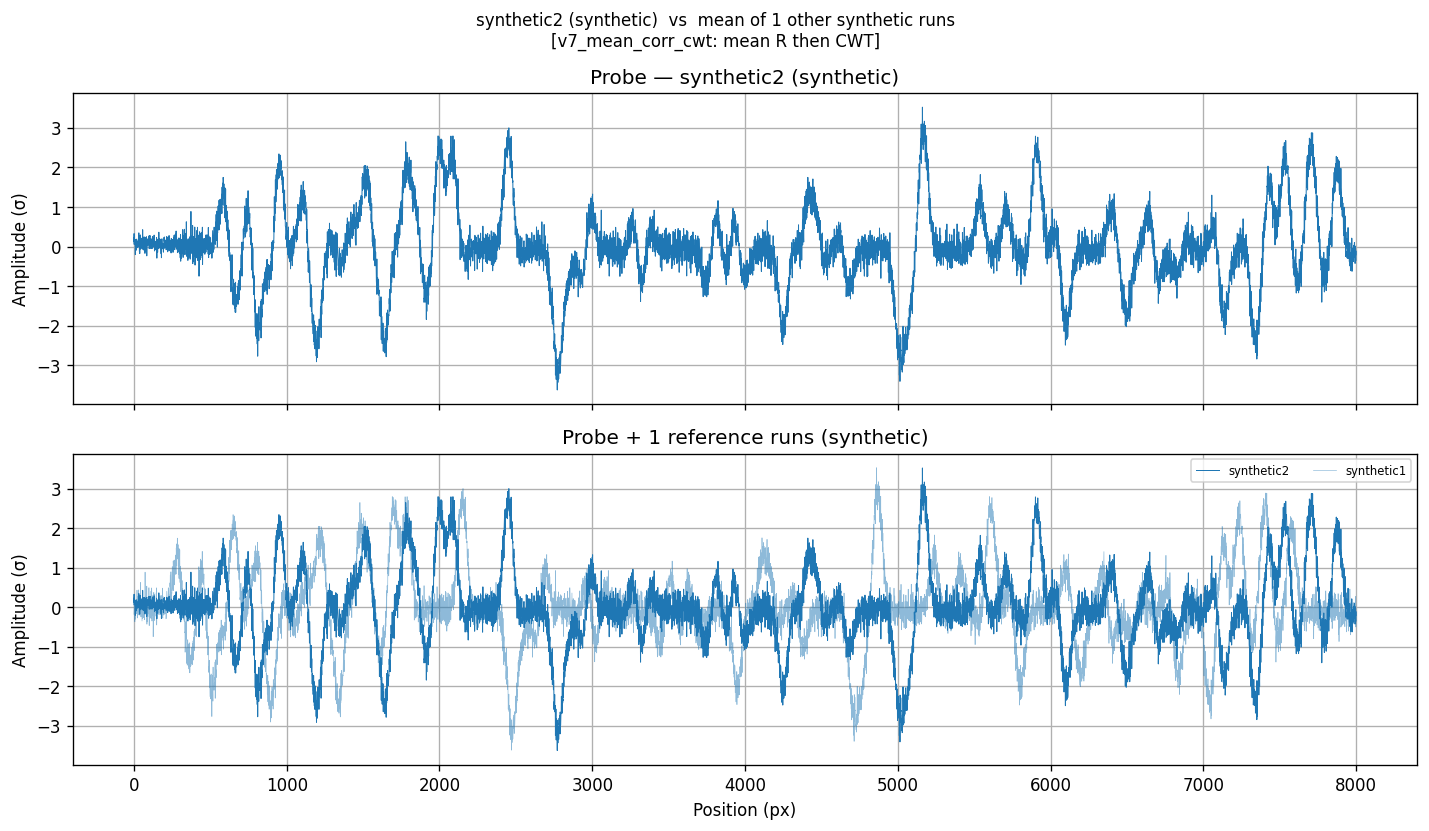 synthetic2 (synthetic)  vs  mean of 1 other synthetic runs
[v7_mean_corr_cwt: mean R then CWT]
Probe — synthetic2 (synthetic)
Amplitude (σ)
3
2
1
0
−1
−2
−3
Probe + 1 reference runs (synthetic)
synthetic2
synthetic1
Amplitude (σ)
3
2
1
0
−1
−2
−3
0 1000 2000 3000 4000 5000 6000 7000 8000
Position (px)